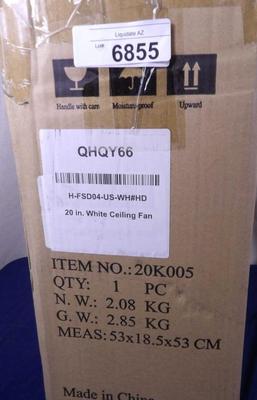 Liquidate AZ
Lot#
6855
Handle with care
Moisture-proof
Upward
QHQY66
H-FSD04-US-WH#HD
20 in. White Ceiling Fan
ITEM NO.:20K005
QTY: 1 PC
N. W.: 2.08 KG
G. W.: 2.85 KG
MEAS: 53x18.5x53 CM
Made in China